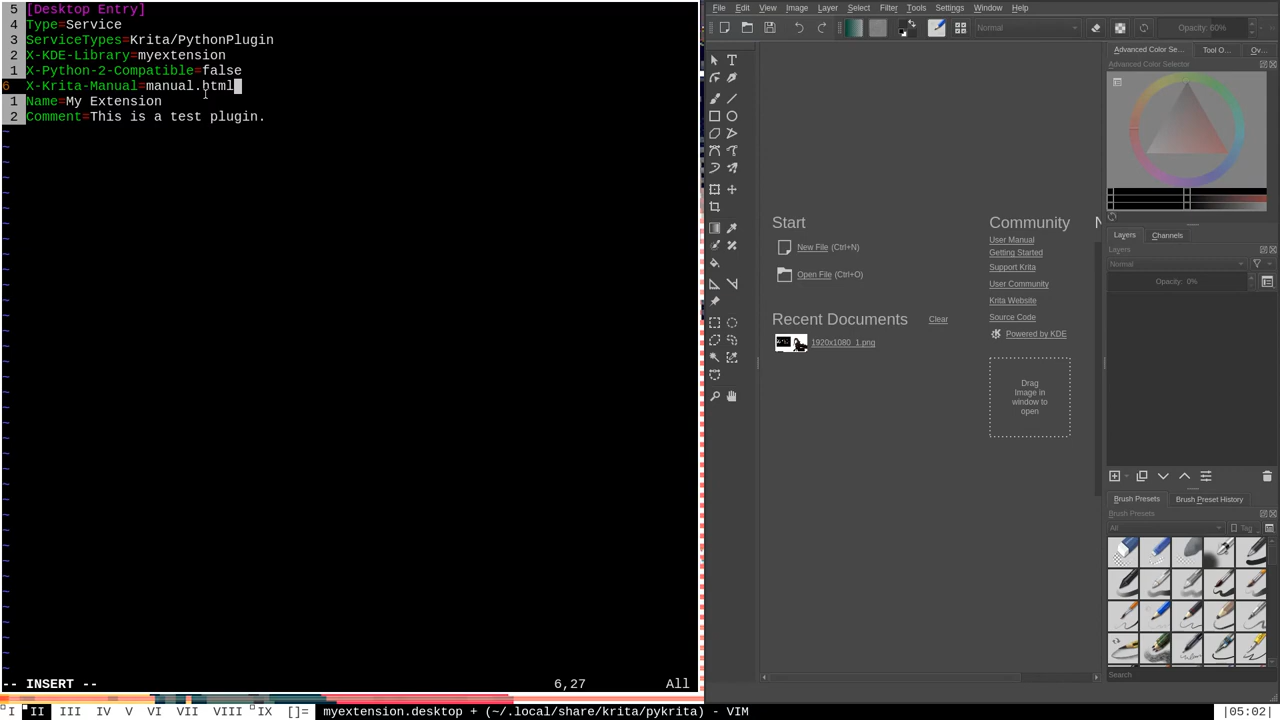 5 [Desktop Entry]
4 Type=Service
3 ServiceTypes=Krita/PythonPlugin
2 X-KDE-Library=myextension
1 X-Python-2-Compatible=false
6 X-Krita-Manual=manual.html
1 Name=My Extension
2 Comment=This is a test plugin.
-- INSERT -- 6,27 All
File Edit View Image Layer Select Filter Tools Settings Window Help
Normal Opacity: 60%
Advanced Color Se... Tool O... Ov...
Advanced Color Selector
Start
New File (Ctrl+N)
Open File (Ctrl+O)
Recent Documents Clear
1920x1080_1.png
Community N
User Manual
Getting Started
Support Krita
User Community
Krita Website
Source Code
Powered by KDE
Drag
Image in
window to
open
Layers Channels
Layers
Normal
Opacity: 0%
Brush Presets Brush Preset History
Brush Presets
All Tag
Search
I II III IV V VI VII VIII IX []= myextension.desktop + (~/.local/share/krita/pykrita) - VIM |05:02|